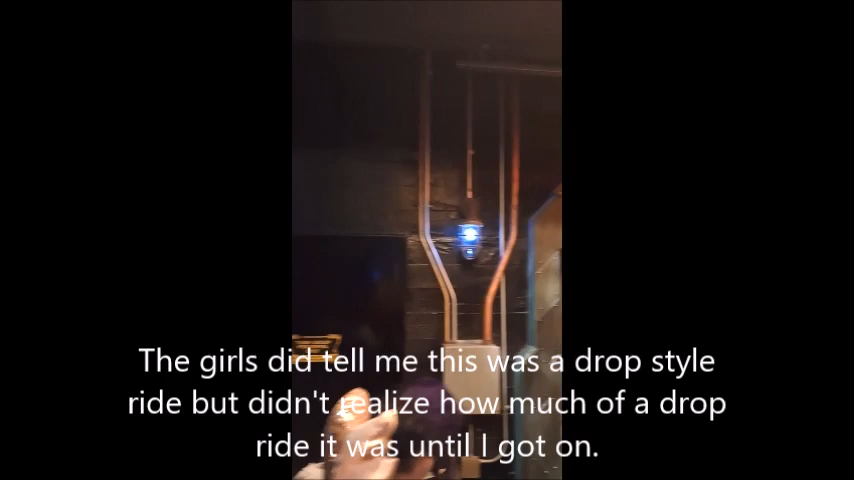 The girls did tell me this was a drop style
ride but didn't realize how much of a drop
ride it was until I got on.